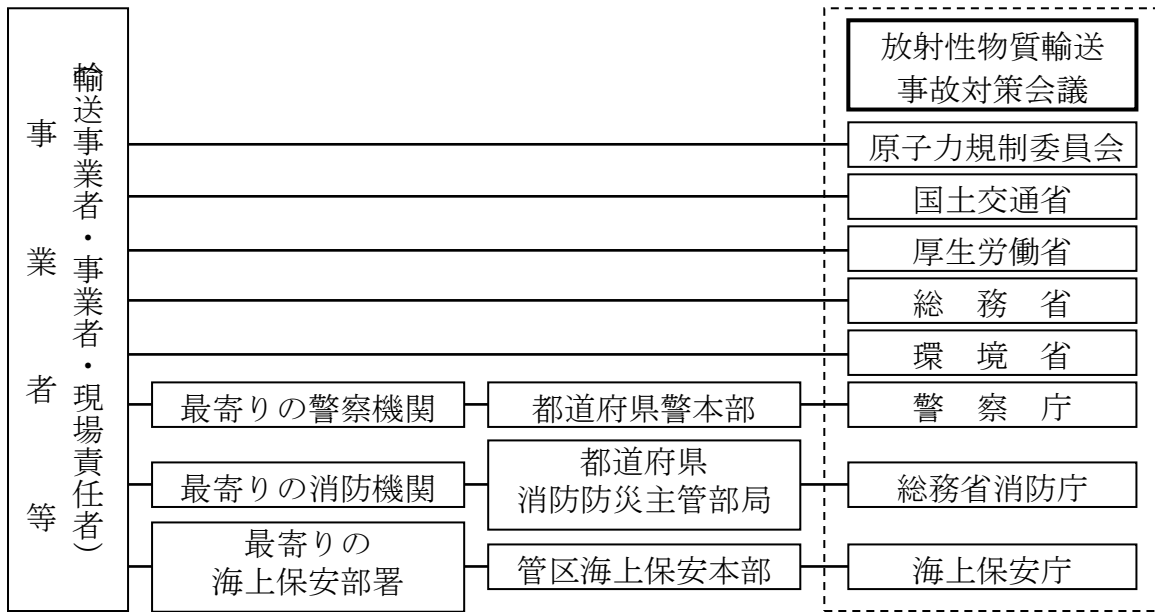 事業者等
(輸送事業者・事業者・現場責任者)
放射性物質輸送
事故対策会議
原子力規制委員会
国土交通省
厚生労働省
総　務　省
環　境　省
最寄りの警察機関
都道府県警本部
警　察　庁
最寄りの消防機関
都道府県
消防防災主管部局
総務省消防庁
最寄りの
海上保安部署
管区海上保安本部
海上保安庁